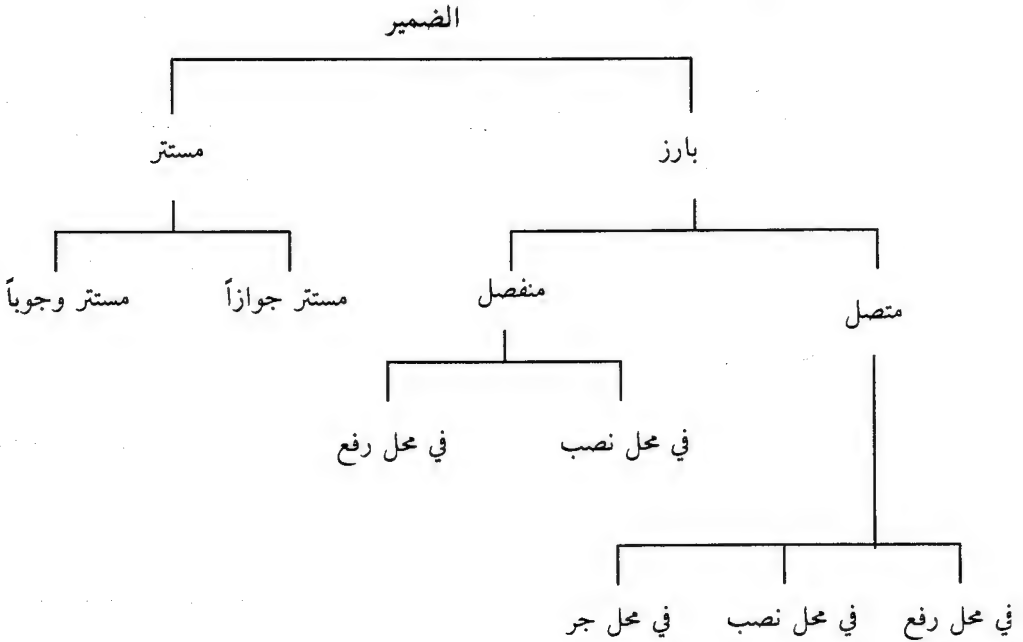 الضمير
بارز
مستتر
متصل
منفصل
مستتر جوازاً
مستتر وجوباً
في محل نصب
في محل رفع
في محل رفع
في محل نصب
في محل جر